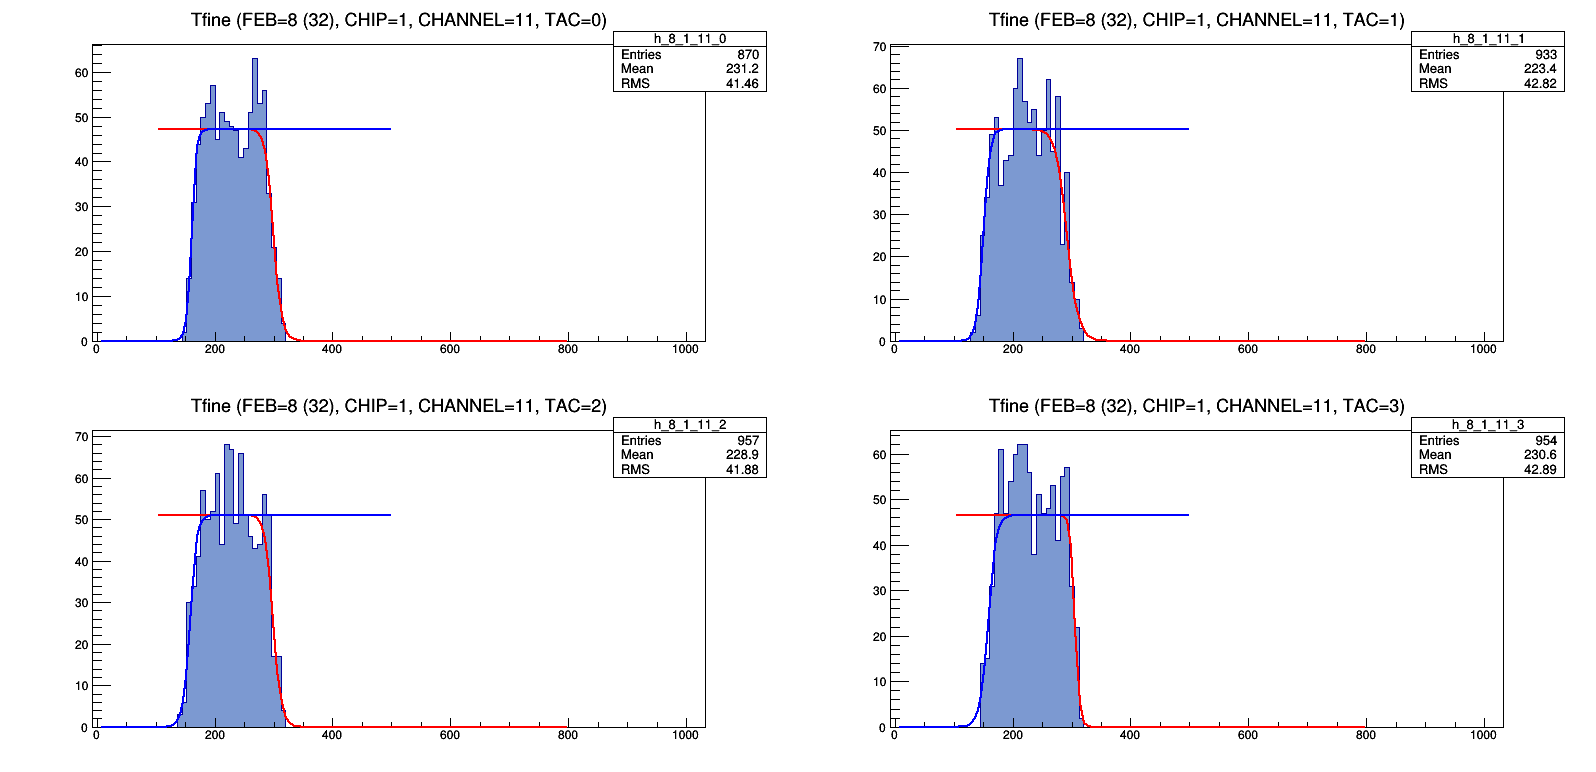 Tfine (FEB=8 (32), CHIP=1, CHANNEL=11, TAC=0)
h_8_1_11_0
Entries 870
Mean 231.2
RMS 41.46
60
50
40
30
20
10
0
0 200 400 600 800 1000
Tfine (FEB=8 (32), CHIP=1, CHANNEL=11, TAC=1)
h_8_1_11_1
Entries 933
Mean 223.4
RMS 42.82
70
60
50
40
30
20
10
0
0 200 400 600 800 1000
Tfine (FEB=8 (32), CHIP=1, CHANNEL=11, TAC=2)
h_8_1_11_2
Entries 957
Mean 228.9
RMS 41.88
70
60
50
40
30
20
10
0
0 200 400 600 800 1000
Tfine (FEB=8 (32), CHIP=1, CHANNEL=11, TAC=3)
h_8_1_11_3
Entries 954
Mean 230.6
RMS 42.89
60
50
40
30
20
10
0
0 200 400 600 800 1000